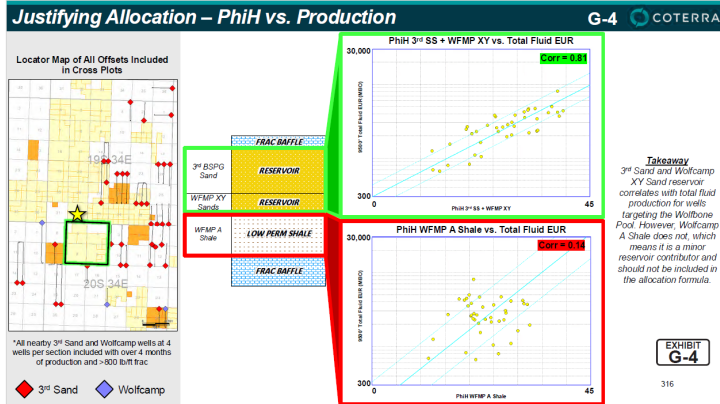 Justifying Allocation – PhiH vs. Production
G-4
COTERRA
Locator Map of All Offsets Included
in Cross Plots
19S 34E
20S 34E
*All nearby 3rd Sand and Wolfcamp wells at 4
wells per section included with over 4 months
of production and >800 lb/ft frac
3rd Sand
Wolfcamp
FRAC BAFFLE
3rd BSPG
Sand
RESERVOIR
WFMP XY
Sands
RESERVOIR
WFMP A
Shale
LOW PERM SHALE
FRAC BAFFLE
PhiH 3rd SS + WFMP XY vs. Total Fluid EUR
30,000
Corr = 0.81
9500' Total Fluid EUR (MBO)
300
0
PhiH 3rd SS + WFMP XY
45
PhiH WFMP A Shale vs. Total Fluid EUR
30,000
Corr = 0.14
300
0
PhiH WFMP A Shale
45
Takeaway
3rd Sand and Wolfcamp
XY Sand reservoir
correlates with total fluid
production for wells
targeting the Wolfbone
Pool. However, Wolfcamp
A Shale does not, which
means it is a minor
reservoir contributor and
should not be included in
the allocation formula.
EXHIBIT
G-4
316